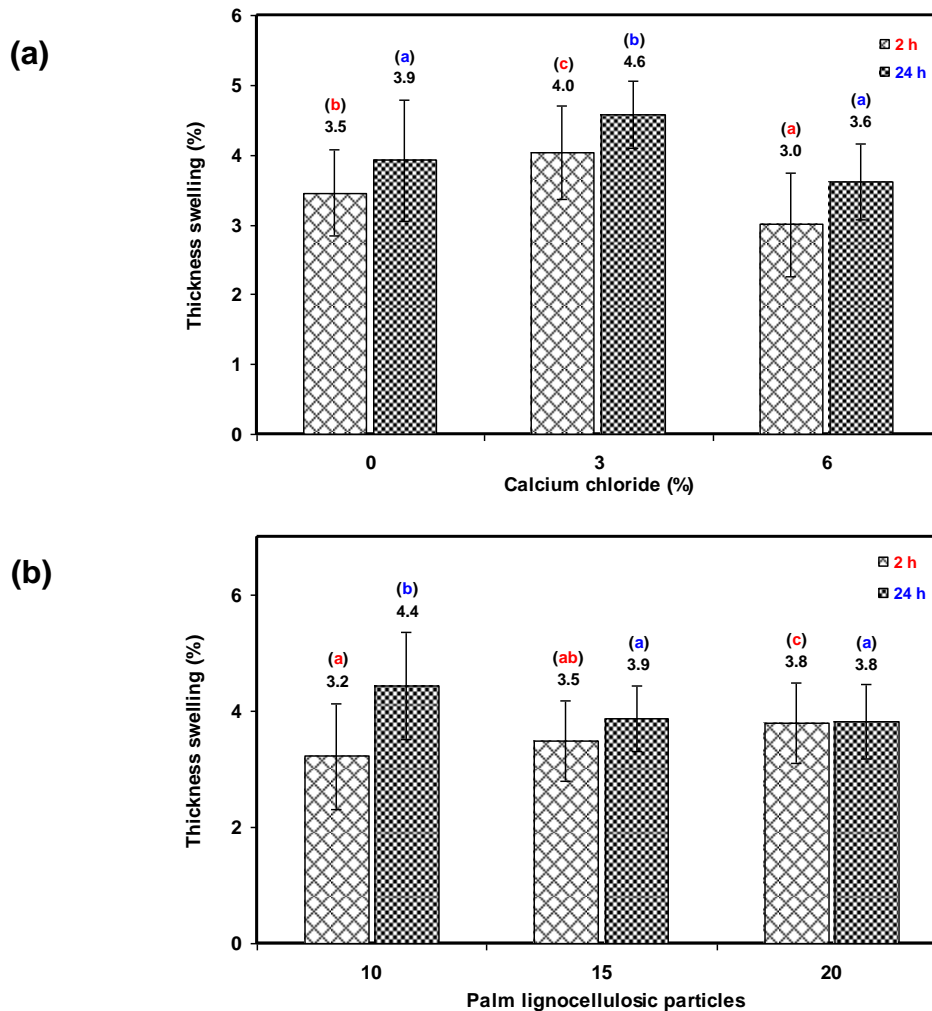 (a)
Thickness swelling (%)
6
5
4
3
2
1
0
(b)
3.5
(a)
3.9
(c)
4.0
(b)
4.6
(a)
3.0
(a)
3.6
2 h
24 h
0
3
6
Calcium chloride (%)
(b)
Thickness swelling (%)
6
4
2
0
(a)
3.2
(b)
4.4
(ab)
3.5
(a)
3.9
(c)
3.8
(a)
3.8
2 h
24 h
10
15
20
Palm lignocellulosic particles